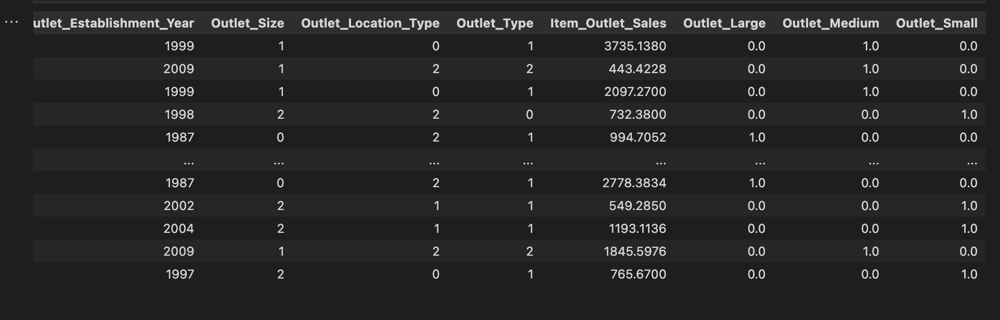 ... utlet_Establishment_Year Outlet_Size Outlet_Location_Type Outlet_Type Item_Outlet_Sales Outlet_Large Outlet_Medium Outlet_Small
1999 1 0 1 3735.1380 0.0 1.0 0.0
2009 1 2 2 443.4228 0.0 1.0 0.0
1999 1 0 1 2097.2700 0.0 1.0 0.0
1998 2 2 0 732.3800 0.0 0.0 1.0
1987 0 2 1 994.7052 1.0 0.0 0.0
... ... ... ... ... ... ... ...
1987 0 2 1 2778.3834 1.0 0.0 0.0
2002 2 1 1 549.2850 0.0 0.0 1.0
2004 2 1 1 1193.1136 0.0 0.0 1.0
2009 1 2 2 1845.5976 0.0 1.0 0.0
1997 2 0 1 765.6700 0.0 0.0 1.0